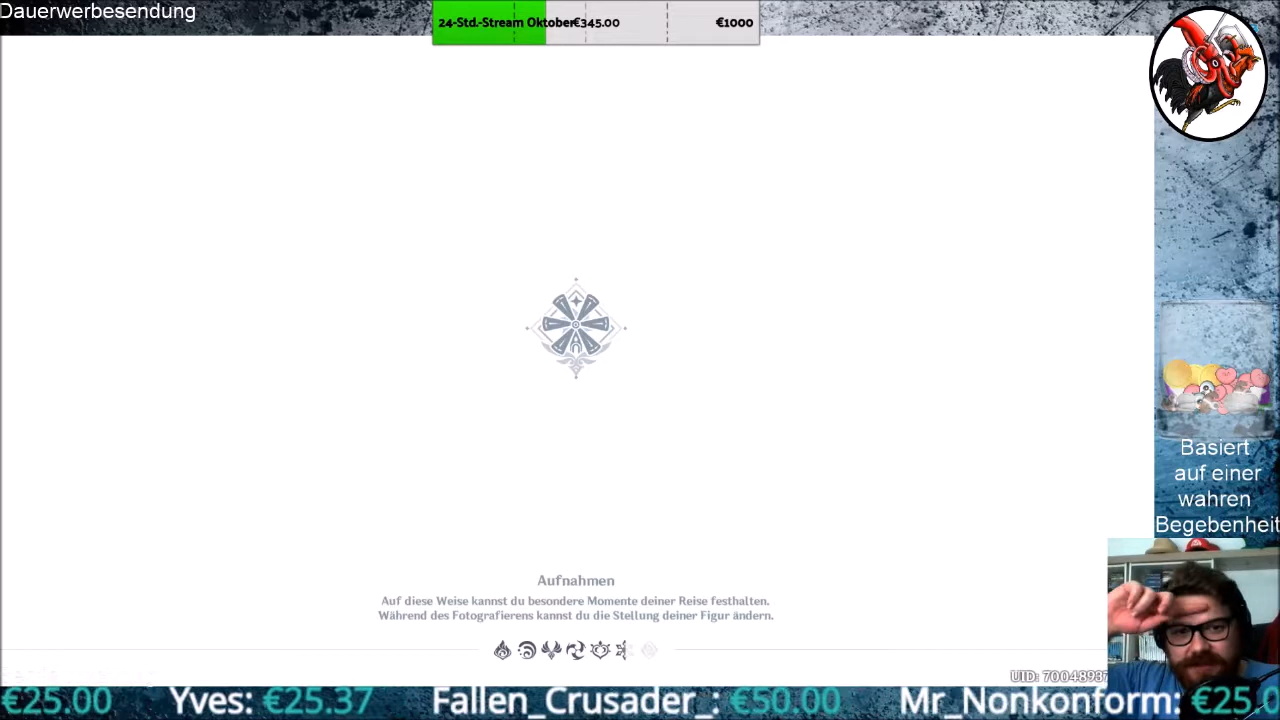 Dauerwerbesendung
24-Std.-Stream Oktober€345.00 €1000
Basiert
auf einer
wahren
Begebenheit
Aufnahmen
Auf diese Weise kannst du besondere Momente deiner Reise festhalten.
Während des Fotografierens kannst du die Stellung deiner Figur ändern.
UID: 70048937
€25.00 Yves: €25.37 Fallen_Crusader_: €50.00 Mr_Nonkonform: €25.0